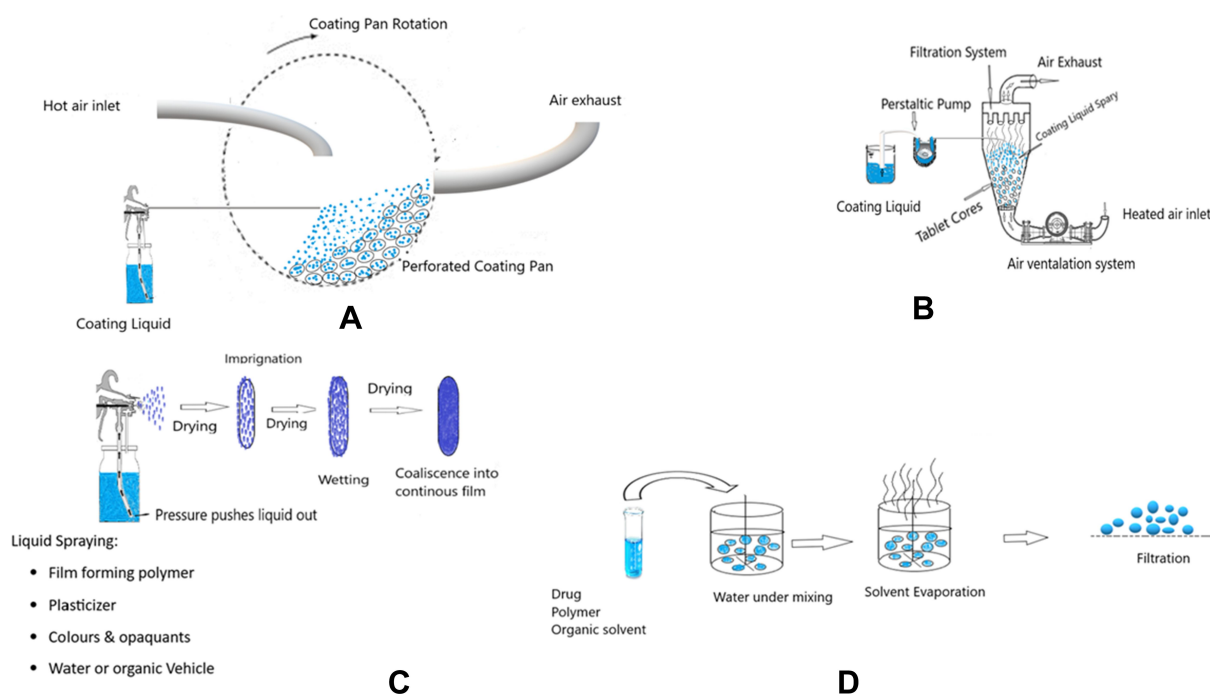 Coating Pan Rotation
Hot air inlet
Air exhaust
Perforated Coating Pan
Coating Liquid
A
Filtration System
Air Exhaust
Perstaltic Pump
Coating Liquid Spary
Coating Liquid
Tablet Cores
Heated air inlet
Air ventalation system
B
Imprignation
Drying
Drying
Drying
Wetting
Coaliscence into
continous film
Pressure pushes liquid out
Liquid Spraying:
• Film forming polymer
• Plasticizer
• Colours & opaquants
• Water or organic Vehicle
C
Drug
Polymer
Organic solvent
Water under mixing
Solvent Evaporation
Filtration
D